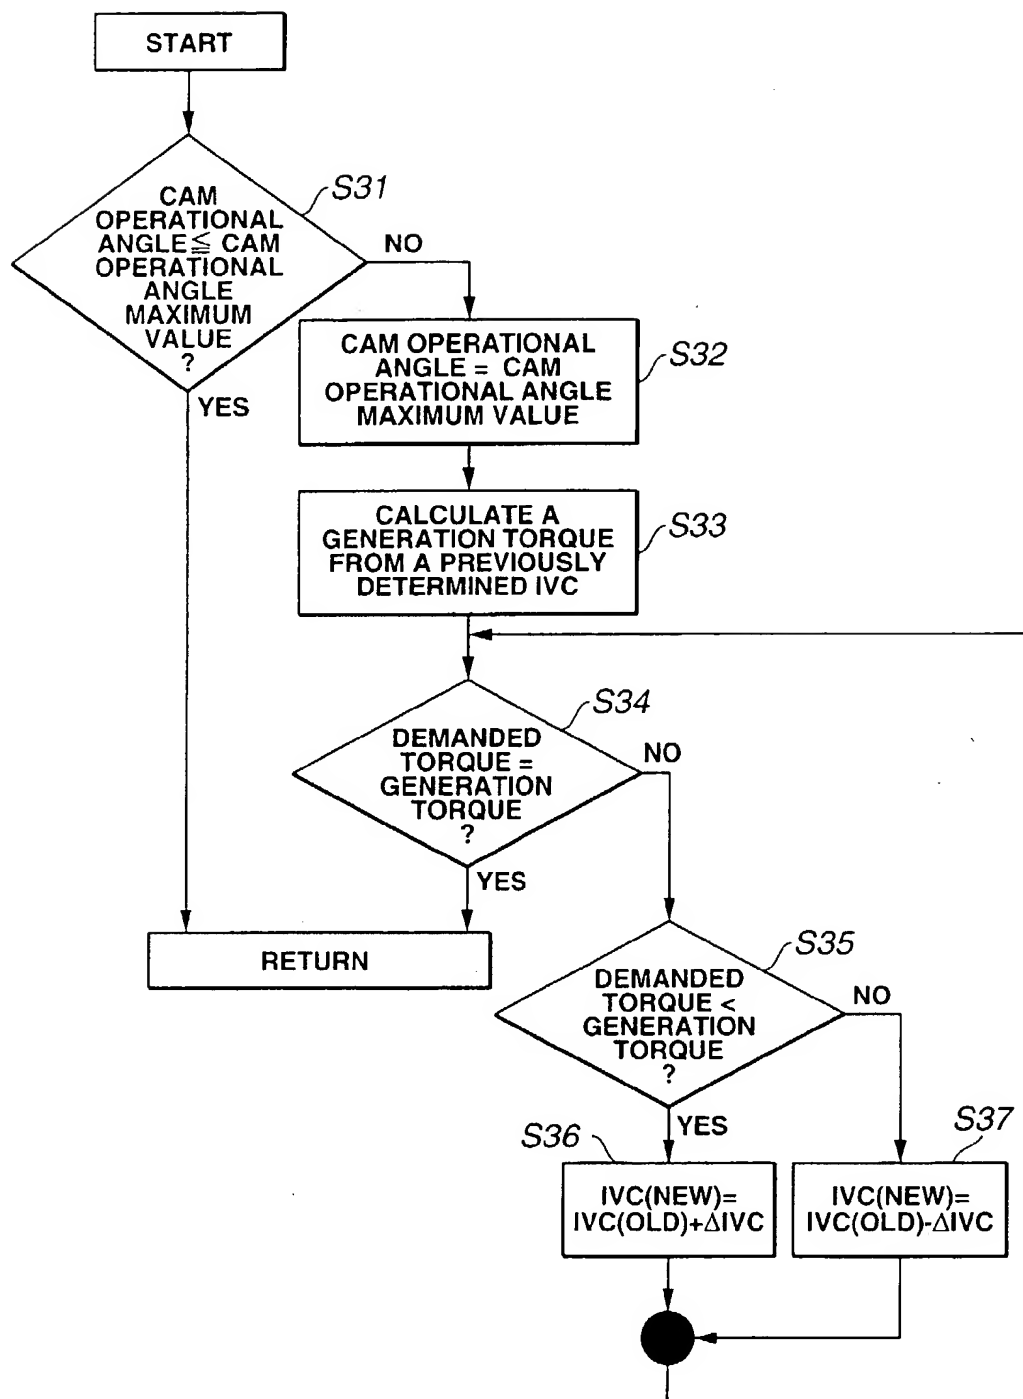 START
S31
CAM
OPERATIONAL
ANGLE≦ CAM
OPERATIONAL
ANGLE
MAXIMUM
VALUE
?
NO
YES
S32
CAM OPERATIONAL
ANGLE = CAM
OPERATIONAL ANGLE
MAXIMUM VALUE
S33
CALCULATE A
GENERATION TORQUE
FROM A PREVIOUSLY
DETERMINED IVC
S34
DEMANDED
TORQUE =
GENERATION
TORQUE
?
NO
YES
RETURN
S35
DEMANDED
TORQUE <
GENERATION
TORQUE
?
NO
YES
S36
IVC(NEW)=
IVC(OLD)+ΔIVC
S37
IVC(NEW)=
IVC(OLD)-ΔIVC